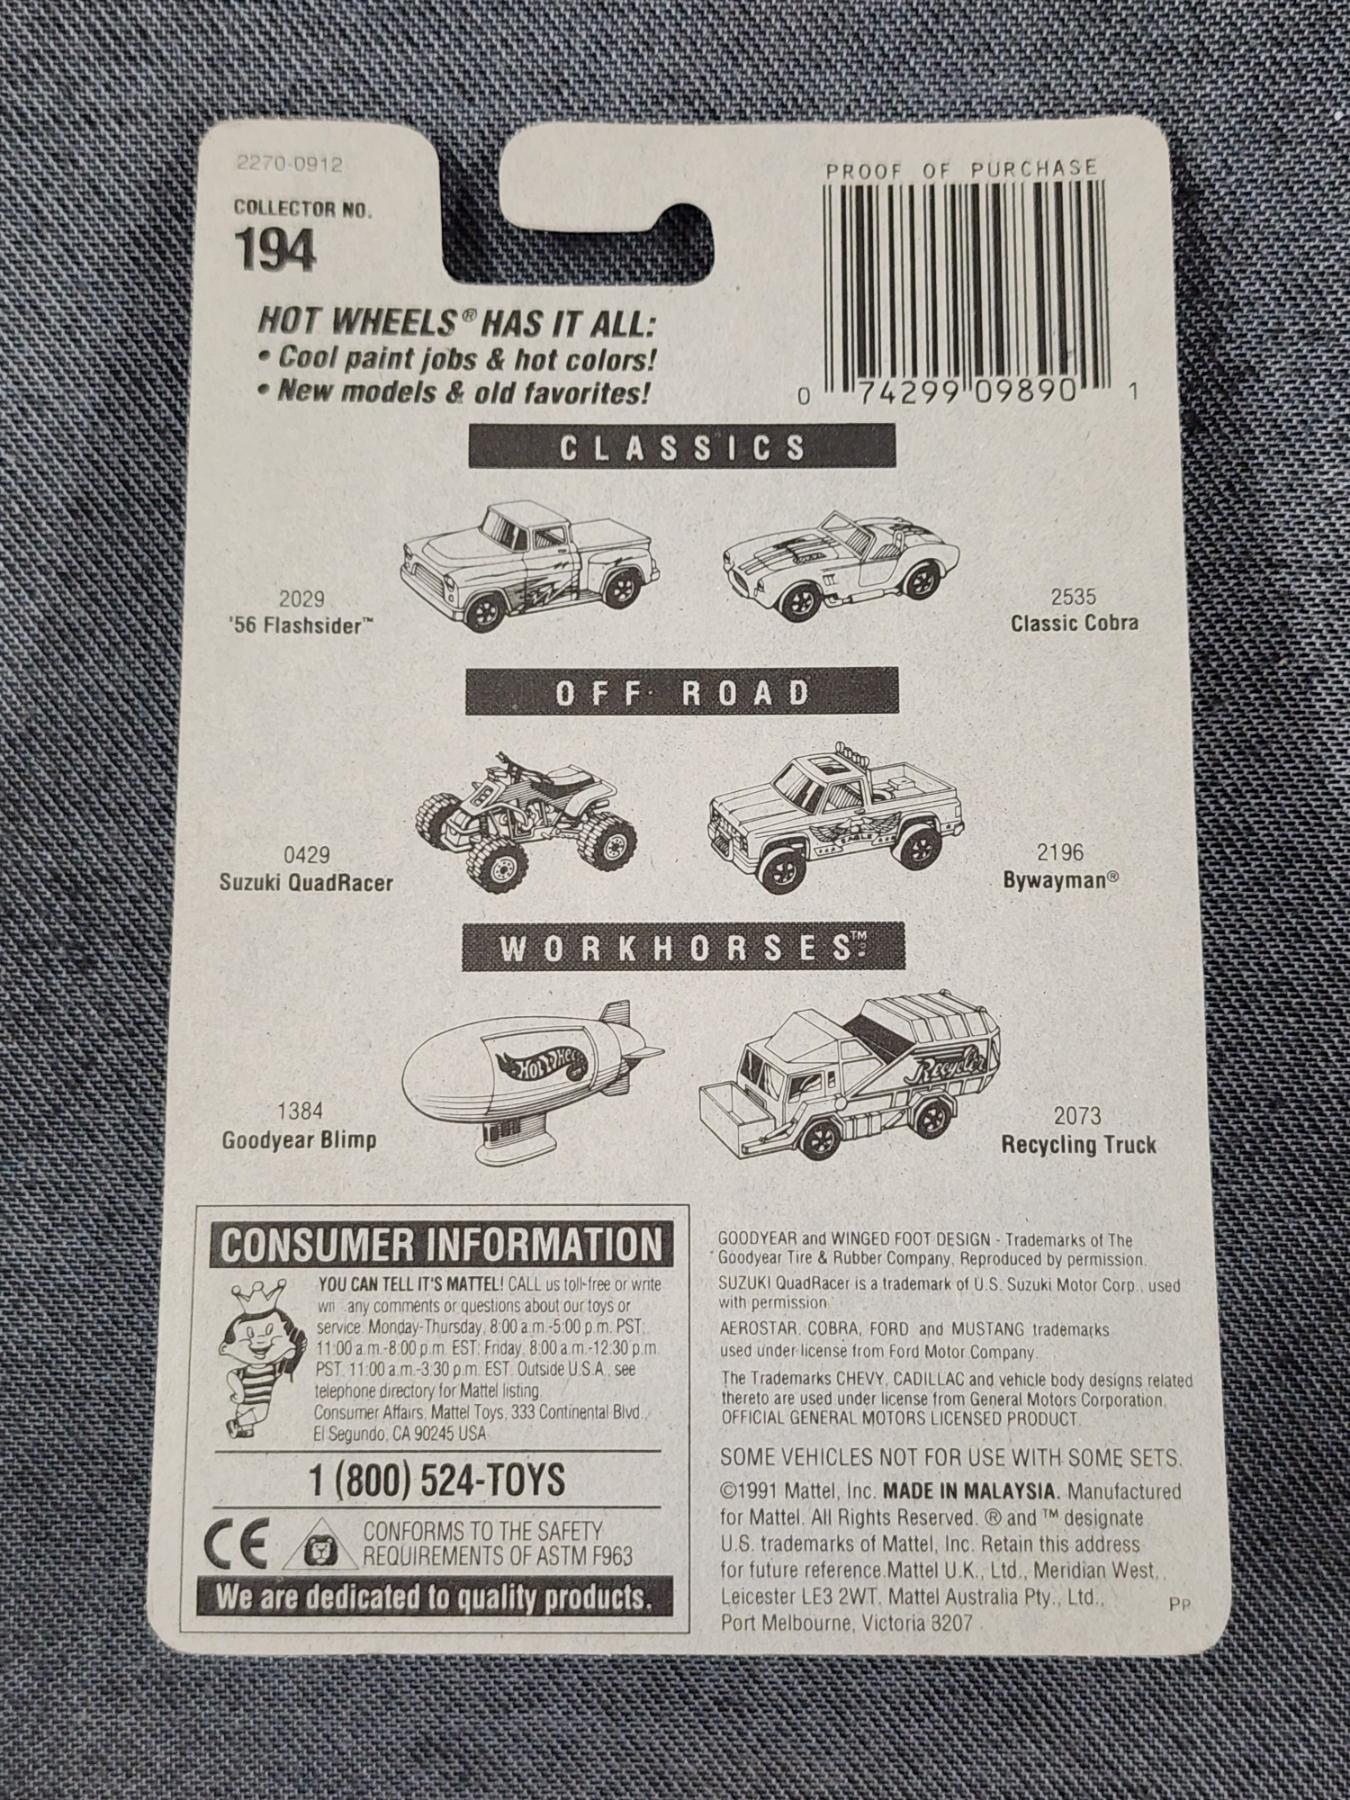 2270-0912
COLLECTOR NO.
194
PROOF OF PURCHASE
0 74299 09890 1
HOT WHEELS® HAS IT ALL:
• Cool paint jobs & hot colors!
• New models & old favorites!
CLASSICS
2029
'56 Flashsider™
2535
Classic Cobra
OFF ROAD
0429
Suzuki QuadRacer
EAGLE
2196
Bywayman®
WORKHORSES™
HOT WHEELS
1384
Goodyear Blimp
Recycler
2073
Recycling Truck
CONSUMER INFORMATION
YOU CAN TELL IT'S MATTEL! CALL us toll-free or write
wri any comments or questions about our toys or
service. Monday-Thursday, 8:00 a.m.-5:00 p.m. PST;
11:00 a.m.-8:00 p.m. EST; Friday, 8:00 a.m.-12:30 p.m.
PST, 11:00 a.m.-3:30 p.m. EST. Outside U.S.A., see
telephone directory for Mattel listing.
Consumer Affairs, Mattel Toys, 333 Continental Blvd.,
El Segundo, CA 90245 USA
1 (800) 524-TOYS
CE
CONFORMS TO THE SAFETY
REQUIREMENTS OF ASTM F963
We are dedicated to quality products.
GOODYEAR and WINGED FOOT DESIGN - Trademarks of The
Goodyear Tire & Rubber Company. Reproduced by permission.
SUZUKI QuadRacer is a trademark of U.S. Suzuki Motor Corp., used
with permission.
AEROSTAR, COBRA, FORD and MUSTANG trademarks
used under license from Ford Motor Company.
The Trademarks CHEVY, CADILLAC and vehicle body designs related
thereto are used under license from General Motors Corporation.
OFFICIAL GENERAL MOTORS LICENSED PRODUCT.
SOME VEHICLES NOT FOR USE WITH SOME SETS.
©1991 Mattel, Inc. MADE IN MALAYSIA. Manufactured
for Mattel. All Rights Reserved. ® and ™ designate
U.S. trademarks of Mattel, Inc. Retain this address
for future reference.Mattel U.K., Ltd., Meridian West,
Leicester LE3 2WT. Mattel Australia Pty., Ltd.,
Port Melbourne, Victoria 3207
PP